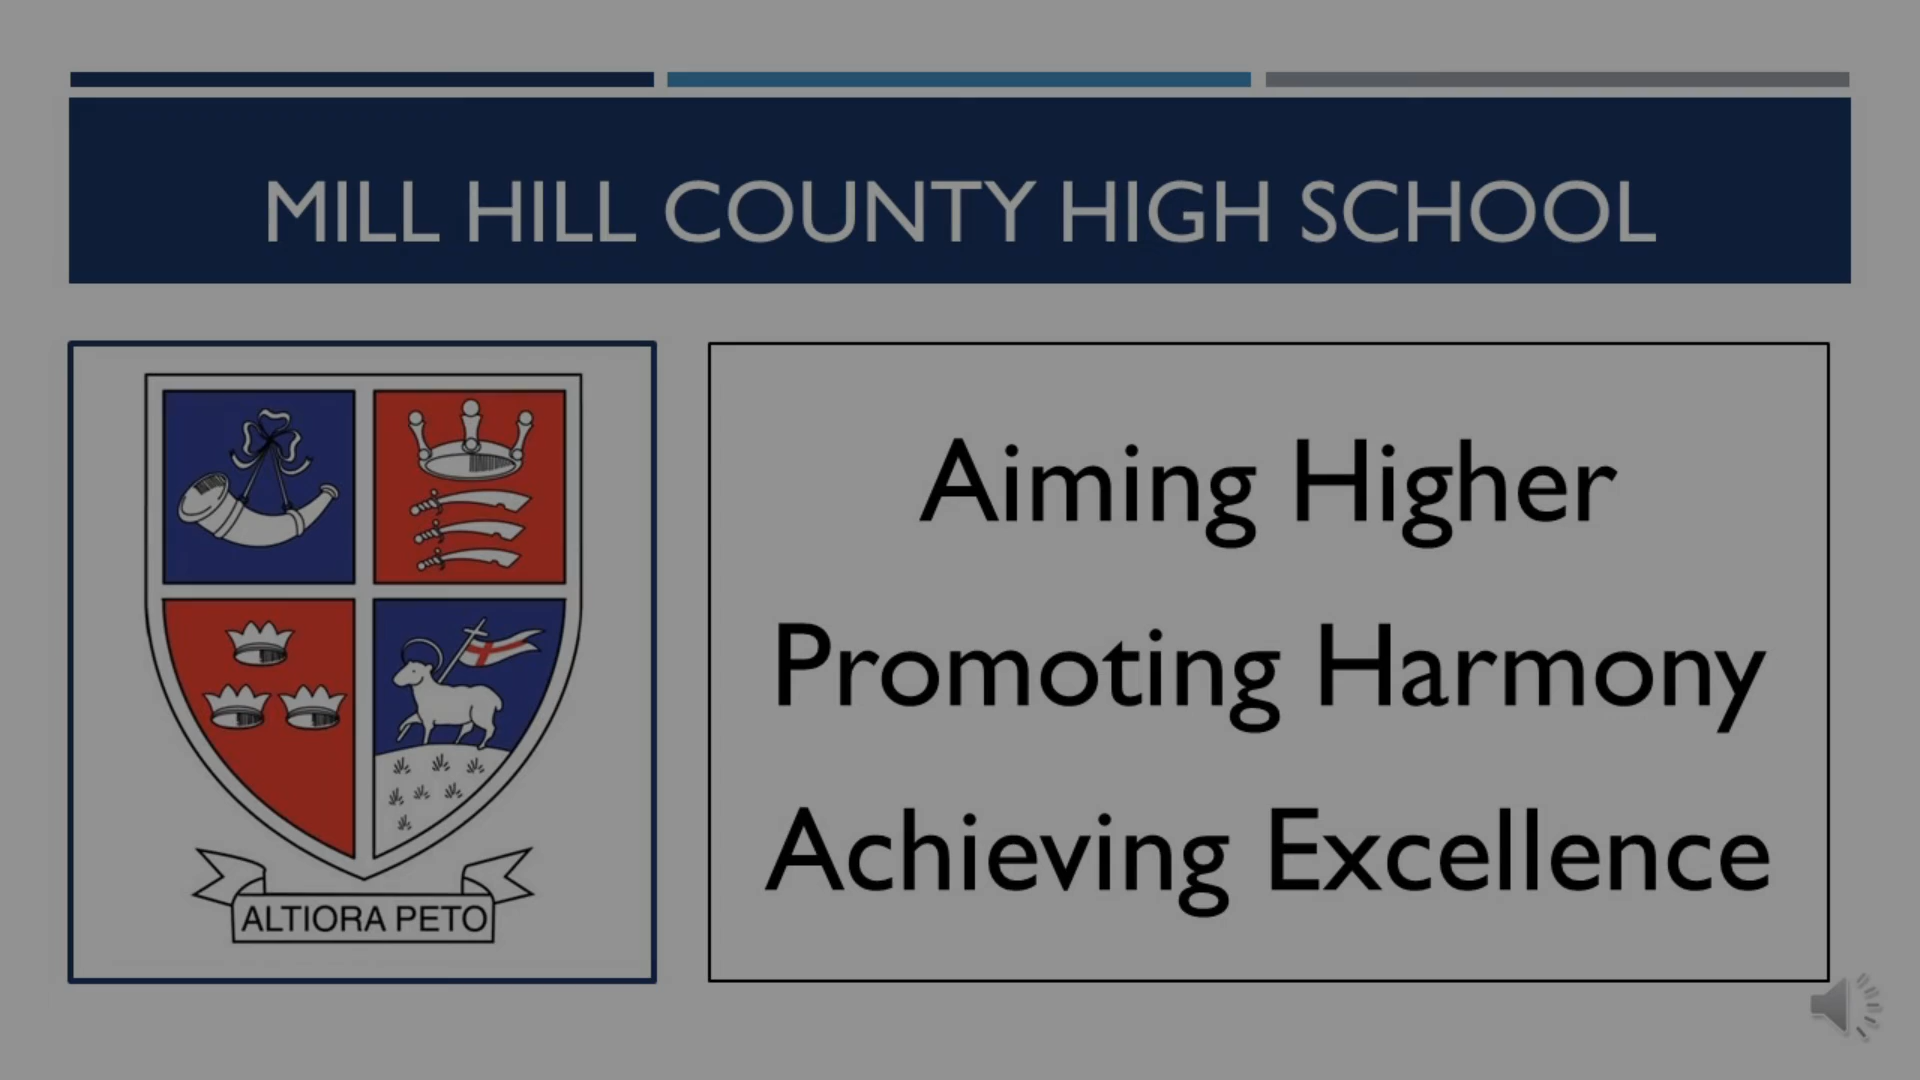 MILL HILL COUNTY HIGH SCHOOL
ALTIORA PETO
Aiming Higher
Promoting Harmony
Achieving Excellence